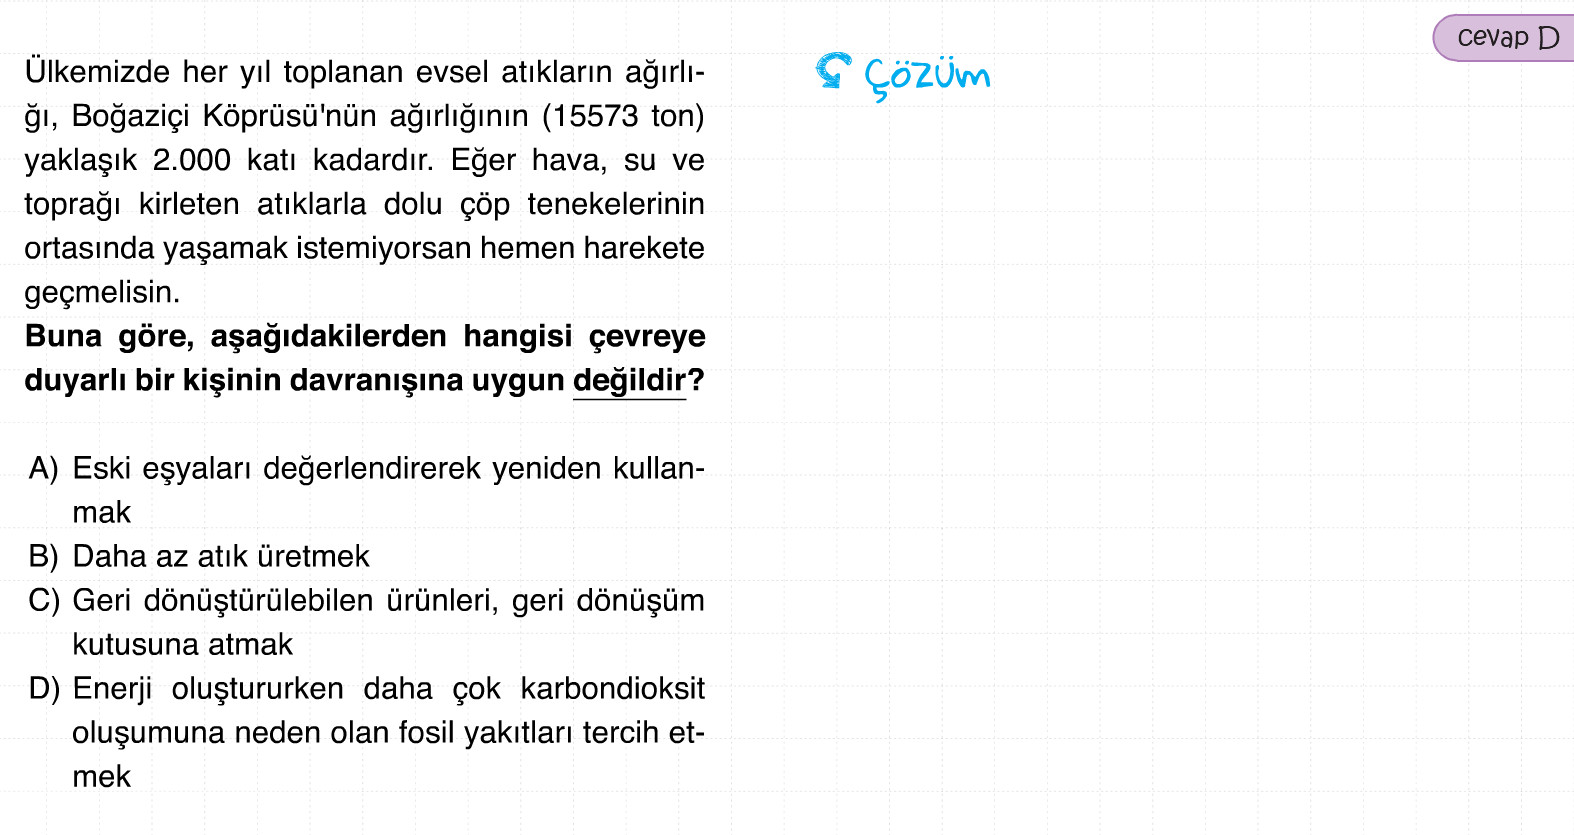 cevap D
Ülkemizde her yıl toplanan evsel atıkların ağırlı-
ğı, Boğaziçi Köprüsü'nün ağırlığının (15573 ton)
yaklaşık 2.000 katı kadardır. Eğer hava, su ve
toprağı kirleten atıklarla dolu çöp tenekelerinin
ortasında yaşamak istemiyorsan hemen harekete
geçmelisin.
Buna göre, aşağıdakilerden hangisi çevreye
duyarlı bir kişinin davranışına uygun değildir?
A) Eski eşyaları değerlendirerek yeniden kullan-
mak
B) Daha az atık üretmek
C) Geri dönüştürülebilen ürünleri, geri dönüşüm
kutusuna atmak
D) Enerji oluştururken daha çok karbondioksit
oluşumuna neden olan fosil yakıtları tercih et-
mek
Çözüm